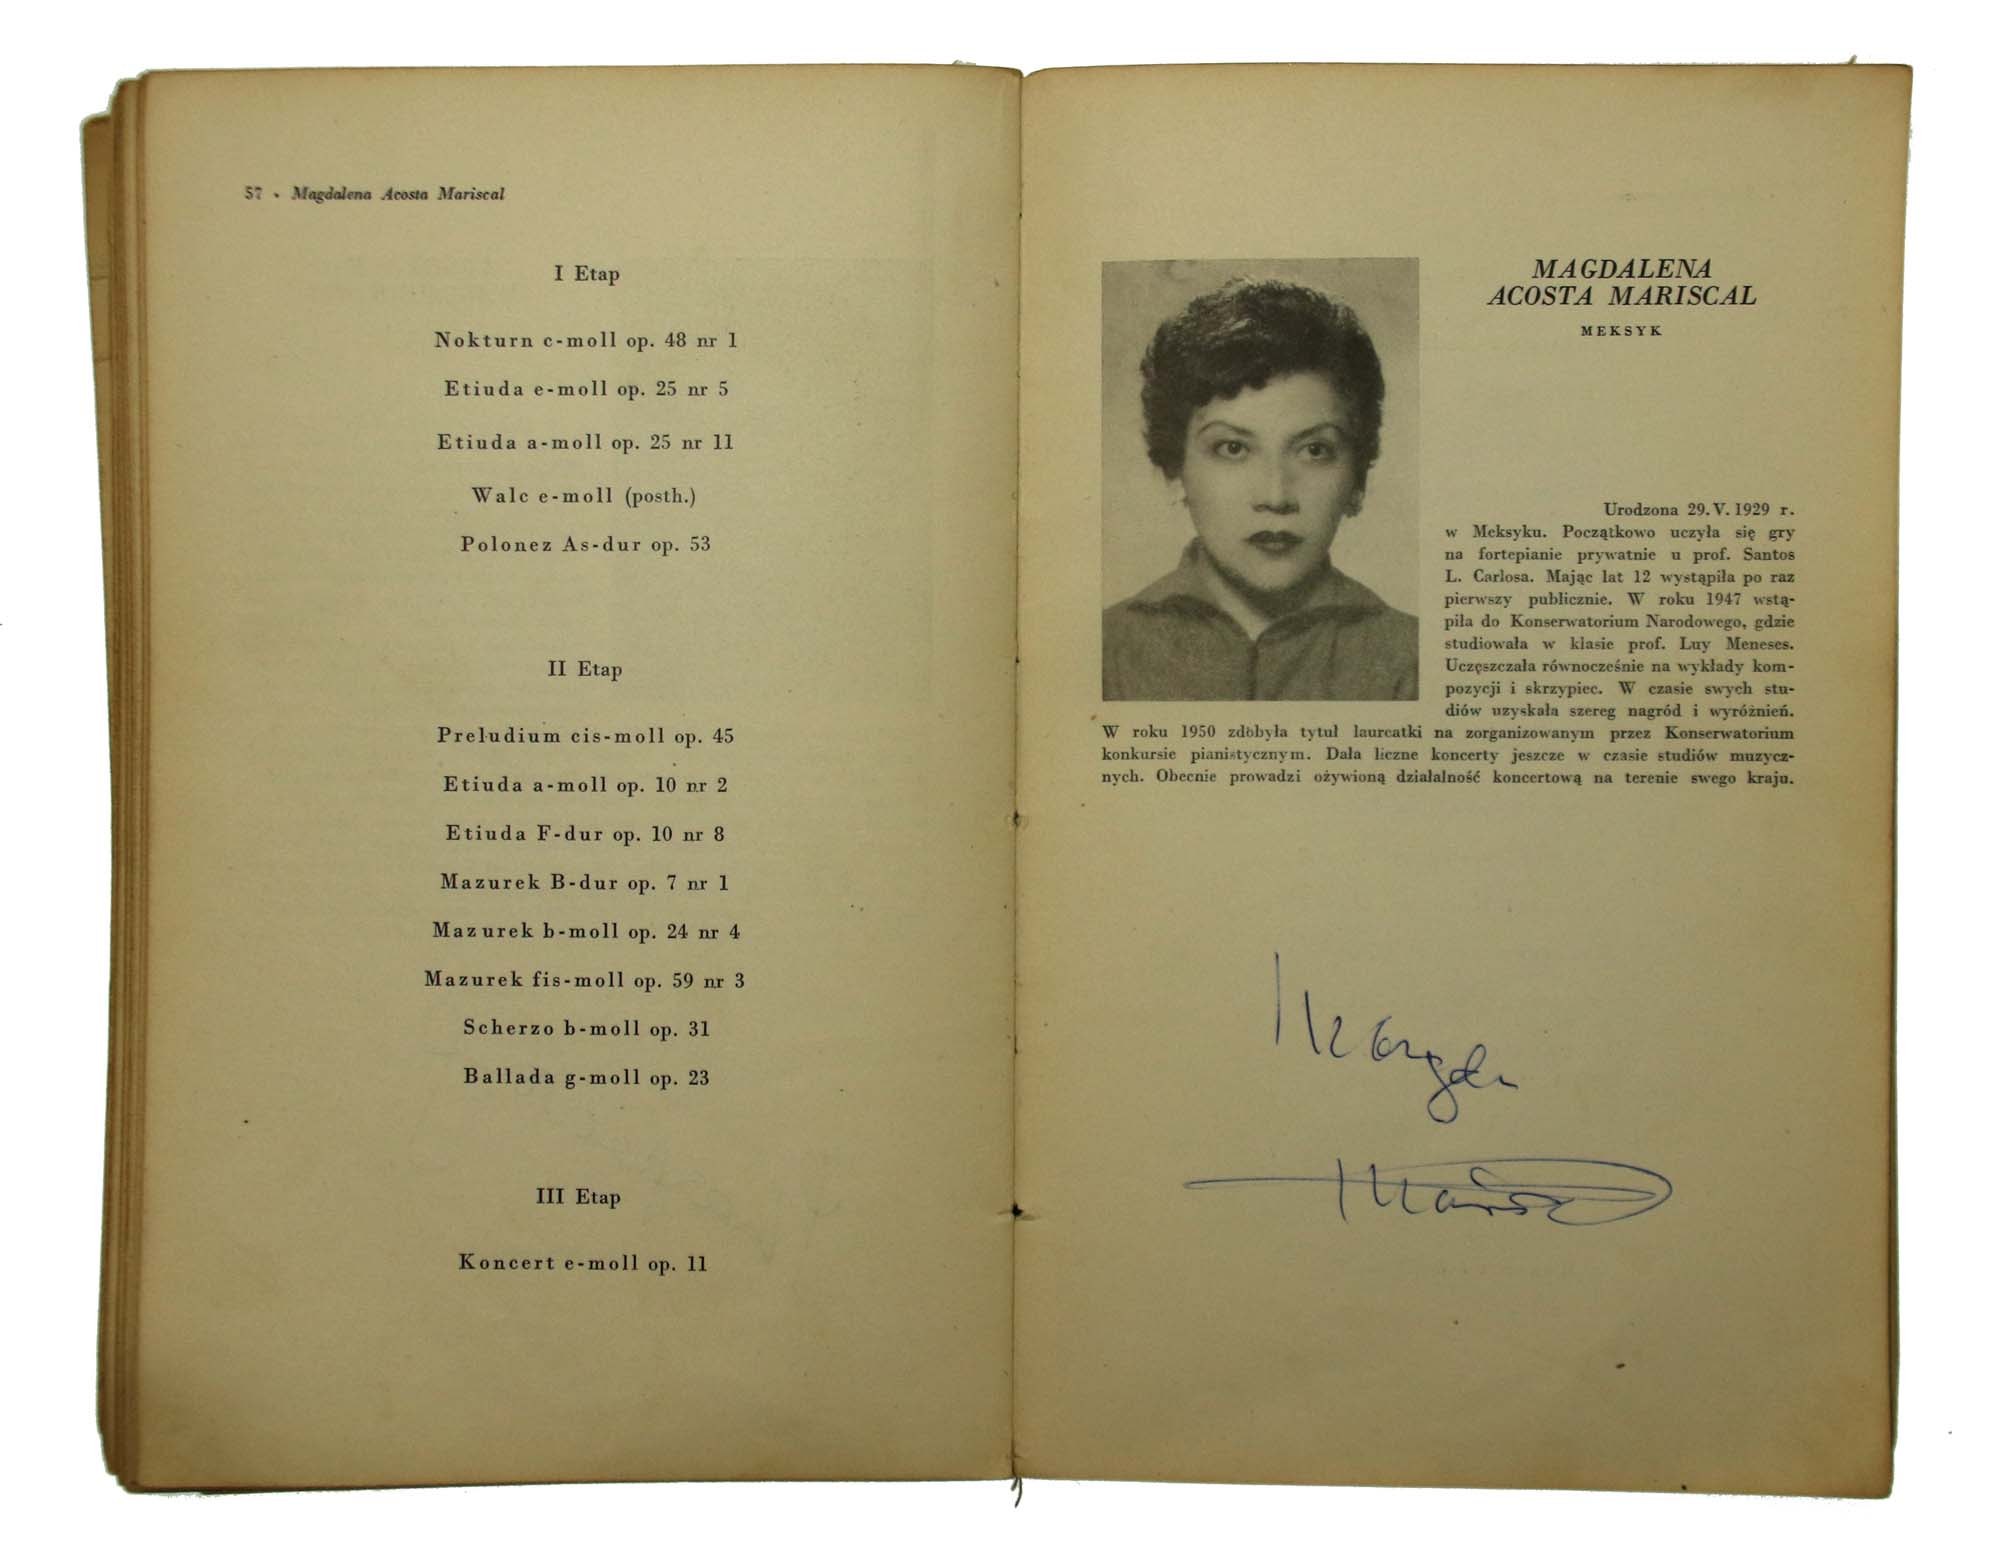 57 • Magdalena Acosta Mariscal
I Etap
Nokturn c-moll op. 48 nr 1
Etiuda e-moll op. 25 nr 5
Etiuda a-moll op. 25 nr 11
Walc e-moll (posth.)
Polonez As-dur op. 53
II Etap
Preludium cis-moll op. 45
Etiuda a-moll op. 10 nr 2
Etiuda F-dur op. 10 nr 8
Mazurek B-dur op. 7 nr 1
Mazurek b-moll op. 24 nr 4
Mazurek fis-moll op. 59 nr 3
Scherzo b-moll op. 31
Ballada g-moll op. 23
III Etap
Koncert e-moll op. 11
MAGDALENA
ACOSTA MARISCAL
MEKSYK
Urodzona 29.V.1929 r.
w Meksyku. Początkowo uczyła się gry
na fortepianie prywatnie u prof. Santos
L. Carlosa. Mając lat 12 wystąpiła po raz
pierwszy publicznie. W roku 1947 wstą-
piła do Konserwatorium Narodowego, gdzie
studiowała w klasie prof. Luy Meneses.
Uczęszczała równocześnie na wykłady kom-
pozycji i skrzypiec. W czasie swych stu-
diów uzyskała szereg nagród i wyróżnień.
W roku 1950 zdobyła tytuł laureatki na zorganizowanym przez Konserwatorium
konkursie pianistycznym. Dała liczne koncerty jeszcze w czasie studiów muzycz-
nych. Obecnie prowadzi ożywioną działalność koncertową na terenie swego kraju.
Magda